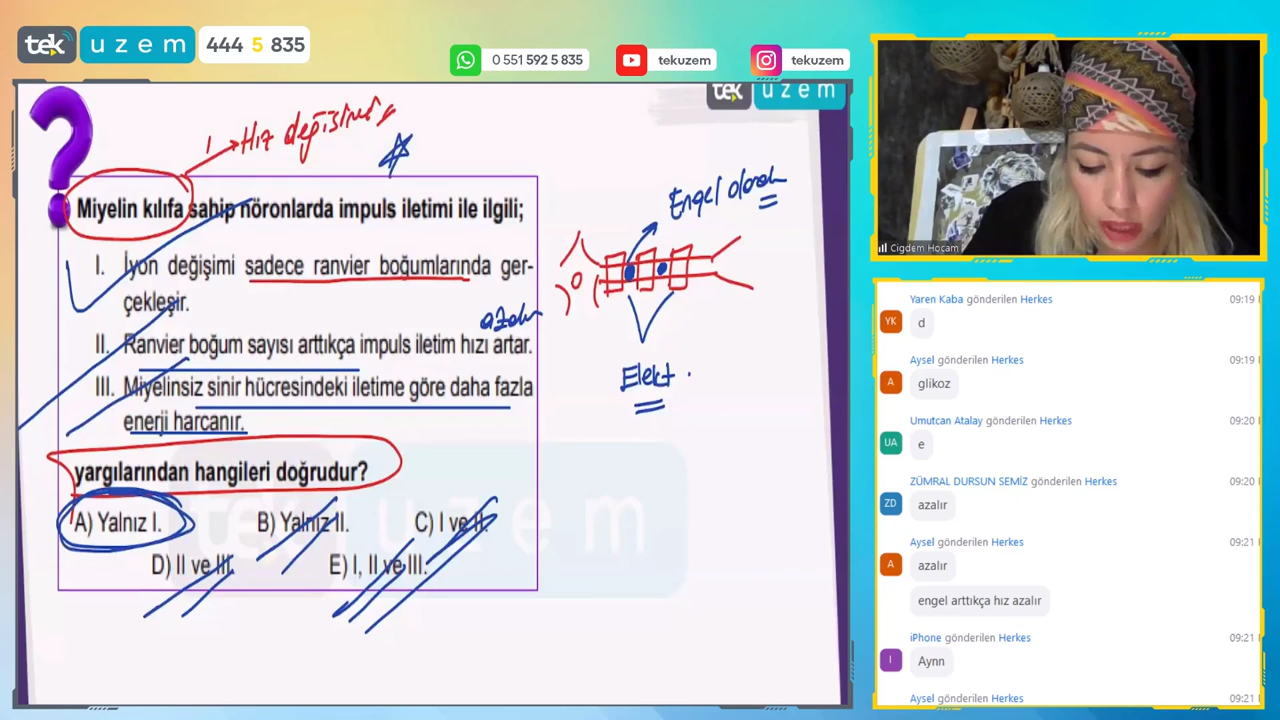 tek
uzem
444 5 835
0 551 592 5 835
tekuzem
tekuzem
tek uzem
Hız değişimi
Engel olarak
Miyelin kılıfa sahip nöronlarda impuls iletimi ile ilgili;
I. İyon değişimi sadece ranvier boğumlarında ger-
çekleşir.
azalır
II. Ranvier boğum sayısı arttıkça impuls iletim hızı artar.
III. Miyelinsiz sinir hücresindeki iletime göre daha fazla
enerji harcanır.
Elekt
yargılarından hangileri doğrudur?
A) Yalnız I. B) Yalnız II. C) I ve II.
D) II ve III. E) I, II ve III.
Cigdem Hocam
Yaren Kaba gönderilen Herkes 09:19
YK
d
Aysel gönderilen Herkes 09:19
A
glikoz
Umutcan Atalay gönderilen Herkes 09:20
UA
e
ZÜMRAL DURSUN SEMİZ gönderilen Herkes 09:20
ZD
azalır
Aysel gönderilen Herkes 09:21
A
azalır
engel arttıkça hız azalır
iPhone gönderilen Herkes 09:21
I
Aynn
Aysel gönderilen Herkes 09:21